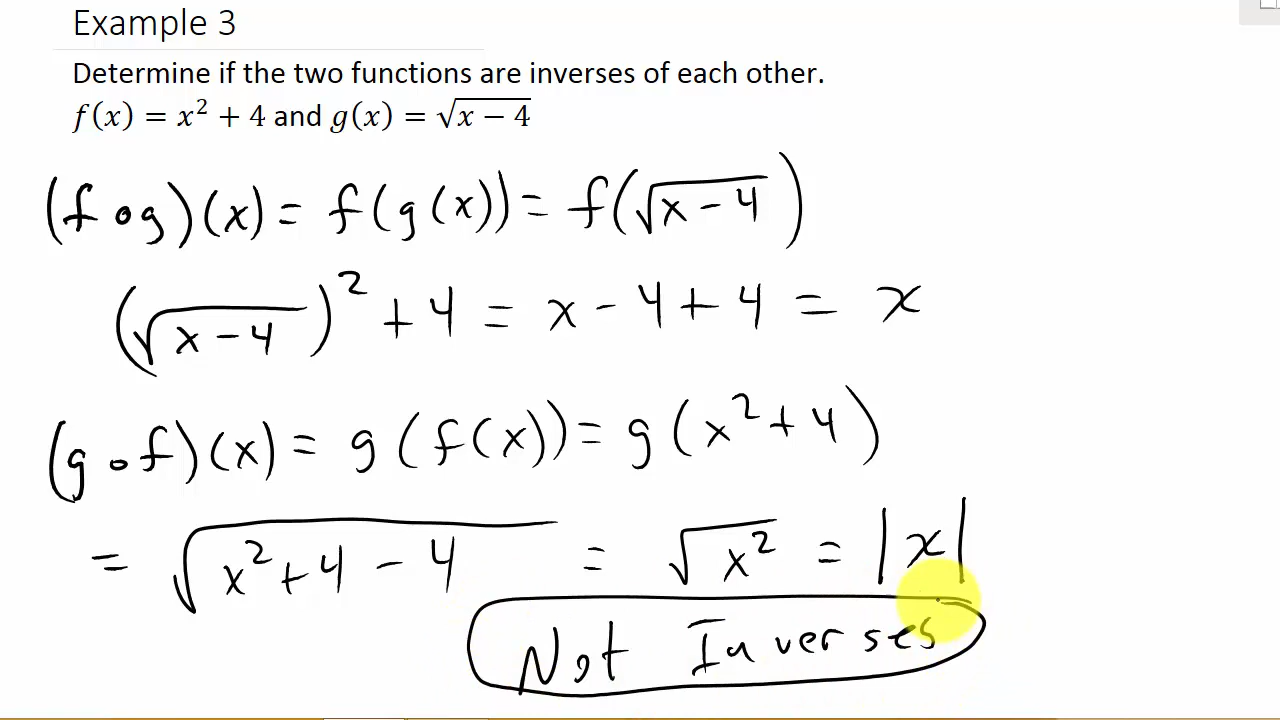 Example 3
Determine if the two functions are inverses of each other.
f(x) = x² + 4 and g(x) = √(x − 4)
(f∘g)(x) = f(g(x)) = f(√(x − 4))
(√(x − 4))² + 4 = x − 4 + 4 = x
(g∘f)(x) = g(f(x)) = g(x² + 4)
= √(x² + 4 − 4) = √(x²) = |x|
Not Inverses